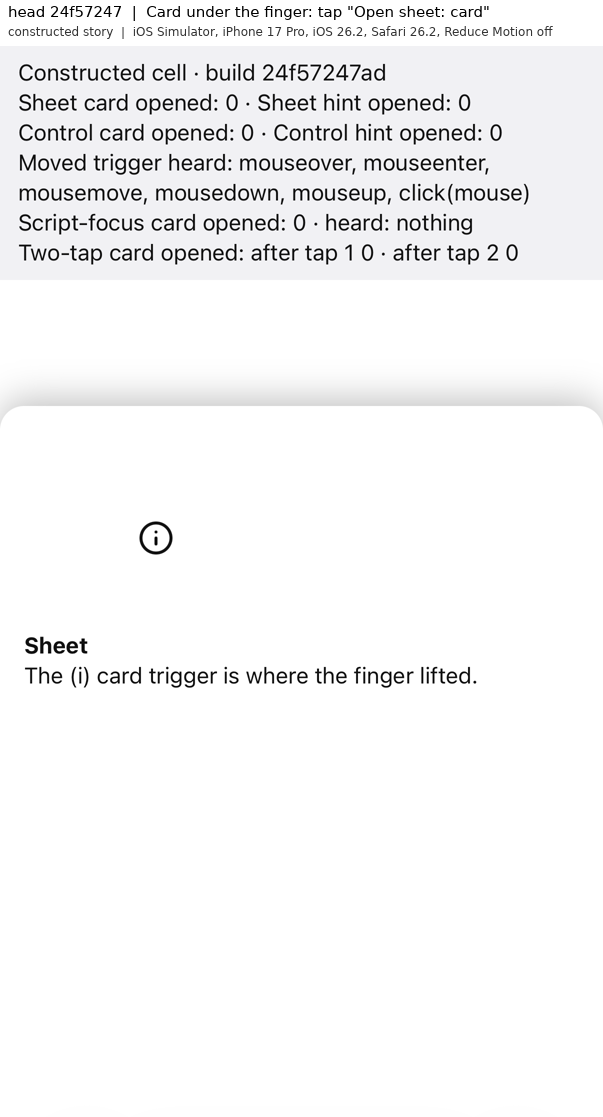 head 24f57247  |  Card under the finger: tap "Open sheet: card"
constructed story  |  iOS Simulator, iPhone 17 Pro, iOS 26.2, Safari 26.2, Reduce Motion off
Constructed cell · build 24f57247ad
Sheet card opened: 0 · Sheet hint opened: 0
Control card opened: 0 · Control hint opened: 0
Moved trigger heard: mouseover, mouseenter,
mousemove, mousedown, mouseup, click(mouse)
Script-focus card opened: 0 · heard: nothing
Two-tap card opened: after tap 1 0 · after tap 2 0
Sheet
The (i) card trigger is where the finger lifted.